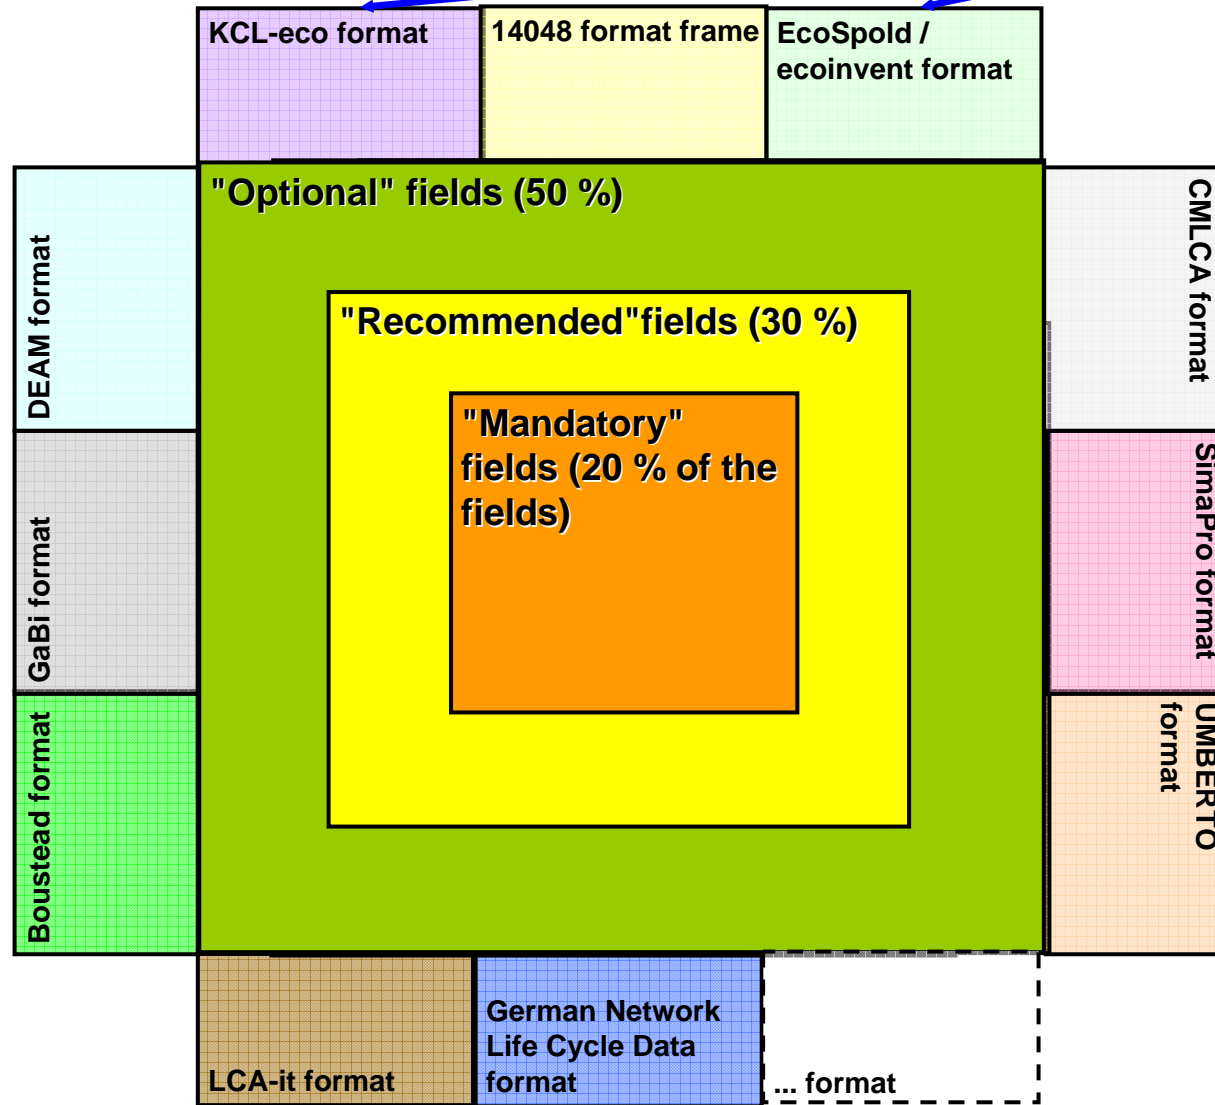 KCL-eco format
14048 format frame
EcoSpold /
ecoinvent format
"Optional" fields (50 %)
"Recommended"fields (30 %)
"Mandatory"
fields (20 % of the
fields)
DEAM format
GaBi format
Boustead format
CMLCA format
SimaPro format
UMBERTO
format
LCA-it format
German Network
Life Cycle Data
format
... format